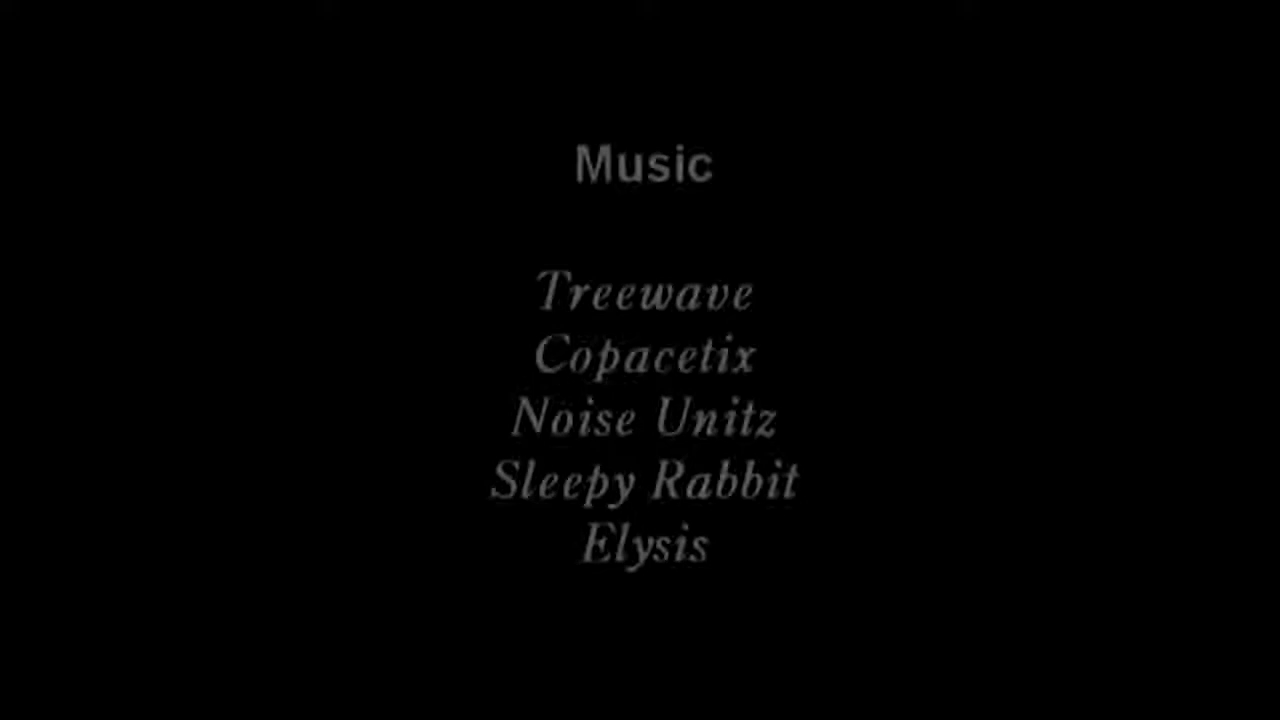 Music
Treewave
Copacetix
Noise Unitz
Sleepy Rabbit
Elysis